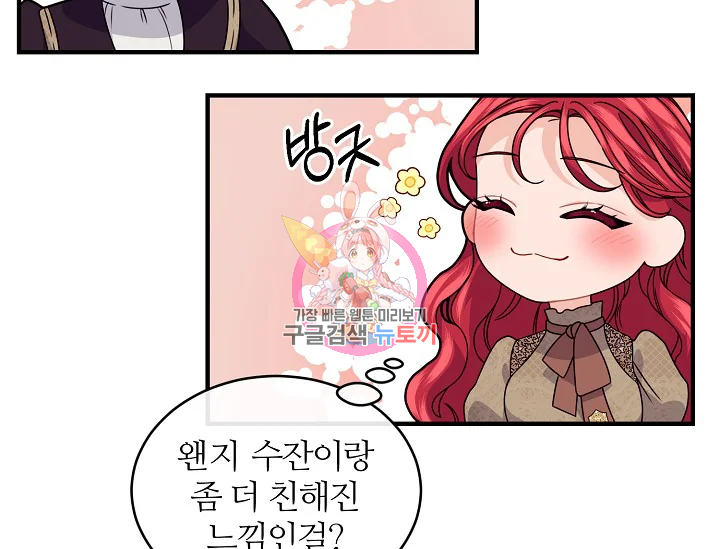 방긋
가장 빠른 웹툰 미리보기
구글검색 뉴토끼
왠지 수잔이랑
좀 더 친해진
느낌인걸?